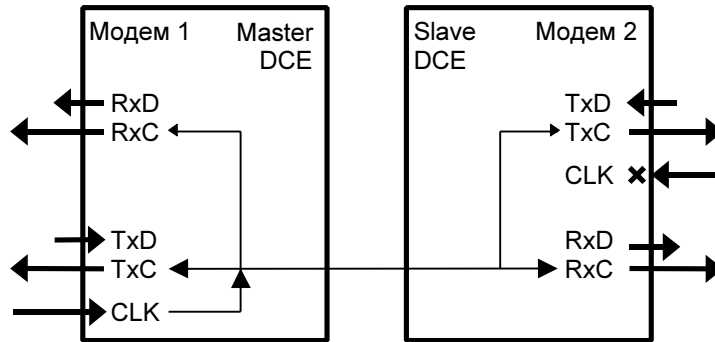 Модем 1 Master
DCE
RxD
RxC
TxD
TxC
CLK
Slave Модем 2
DCE
TxD
TxC
CLK
RxD
RxC